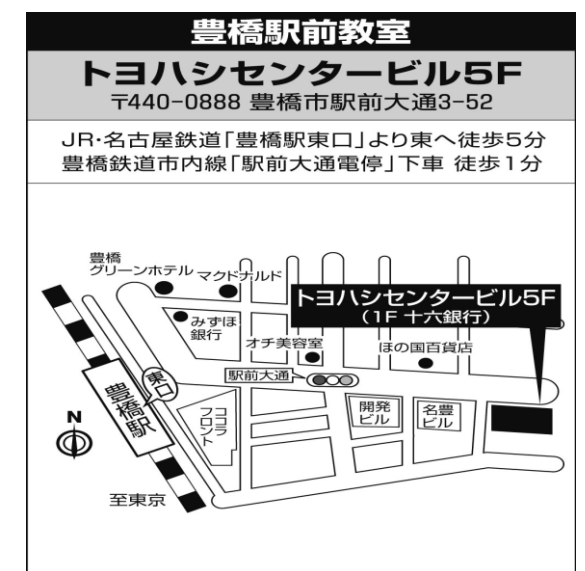 豊橋駅前教室
トヨハシセンタービル5F
〒440-0888 豊橋市駅前大通3-52
JR・名古屋鉄道「豊橋駅東口」より東へ徒歩5分
豊橋鉄道市内線「駅前大通電停」下車 徒歩1分
豊橋
グリーンホテル
マクドナルド
トヨハシセンタービル5F
(1F 十六銀行)
みずほ
銀行
オチ美容室
ほの国百貨店
駅前大通
東口
豊橋駅
ココラ
フロント
開発
ビル
名豊
ビル
N
至東京